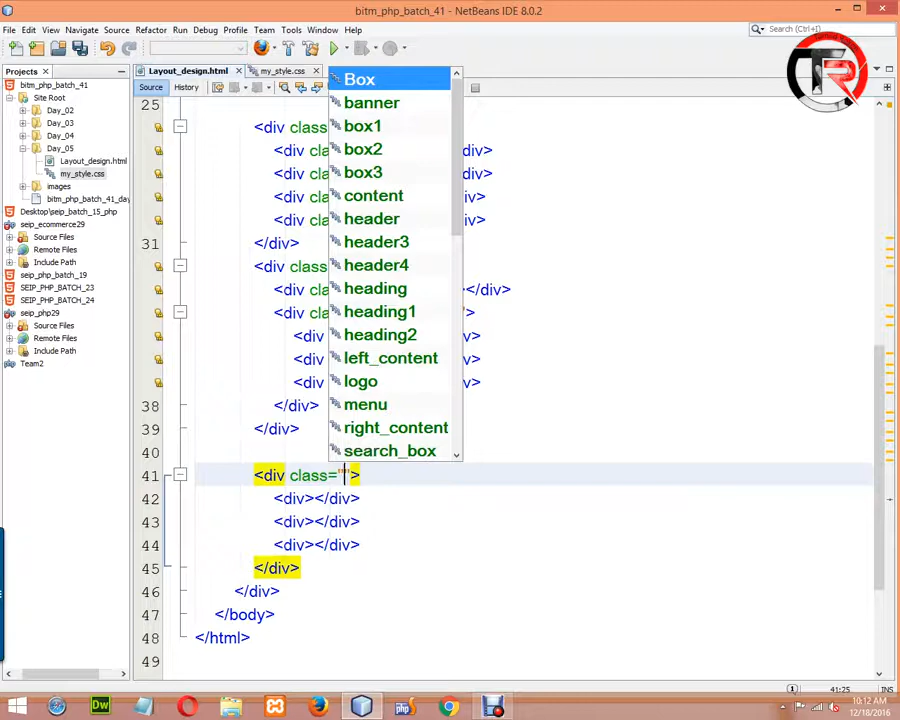 bitm_php_batch_41 - NetBeans IDE 8.0.2
File Edit View Navigate Source Refactor Run Debug Profile Team Tools Window Help
Search (Ctrl+I)
Projects
Layout_design.html
my_style.css
Source History
bitm_php_batch_41
Site Root
Day_02
Day_03
Day_04
Day_05
Layout_design.html
my_style.css
images
bitm_php_batch_41_day
Desktop\seip_batch_15_php
seip_ecommerce29
Source Files
Remote Files
Include Path
seip_php_batch_19
SEIP_PHP_BATCH_23
SEIP_PHP_BATCH_24
seip_php29
Source Files
Remote Files
Include Path
Team2
25
<div class
<div cla div>
<div cla div>
<div cla div>
<div cla div>
31 </div>
<div class
<div cla ></div>
<div cla ">
<div div>
<div div>
<div div>
38 </div>
39 </div>
40
41 <div class="">
42 <div></div>
43 <div></div>
44 <div></div>
45 </div>
46 </div>
47 </body>
48 </html>
49
Box
banner
box1
box2
box3
content
header
header3
header4
heading
heading1
heading2
left_content
logo
menu
right_content
search_box
TR
1 41:25
Dw
php
10:12 AM
12/18/2016